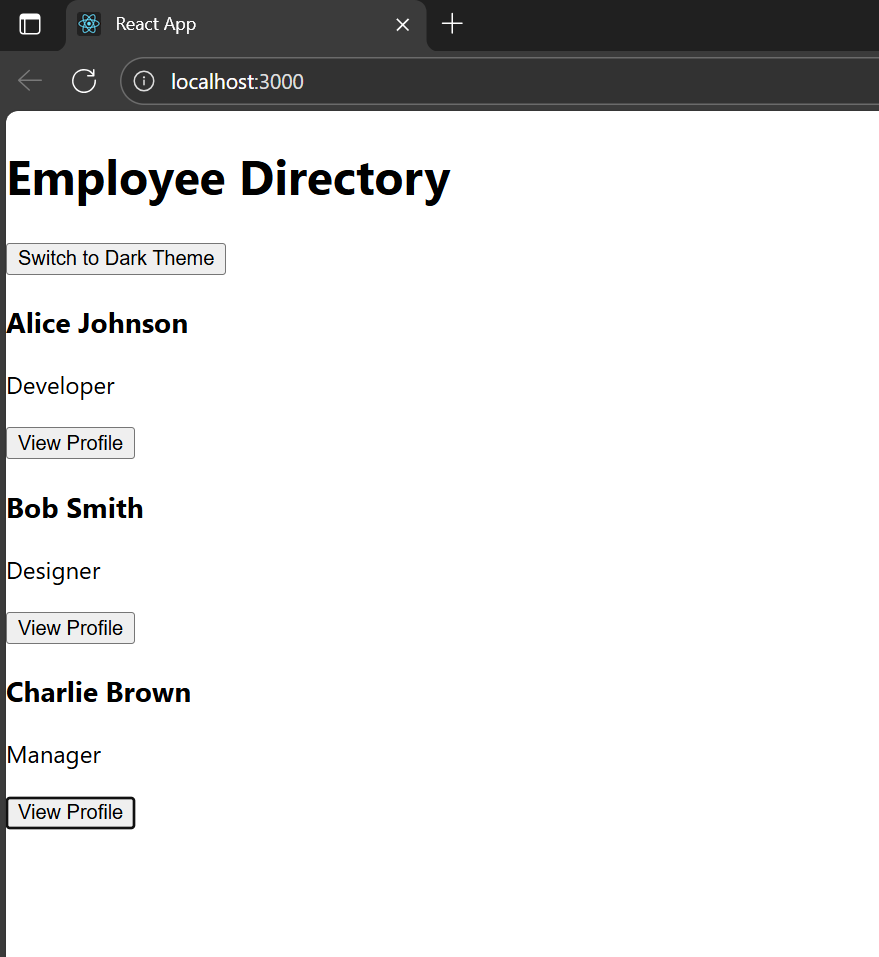 React App
localhost:3000
Employee Directory
Switch to Dark Theme
Alice Johnson
Developer
View Profile
Bob Smith
Designer
View Profile
Charlie Brown
Manager
View Profile